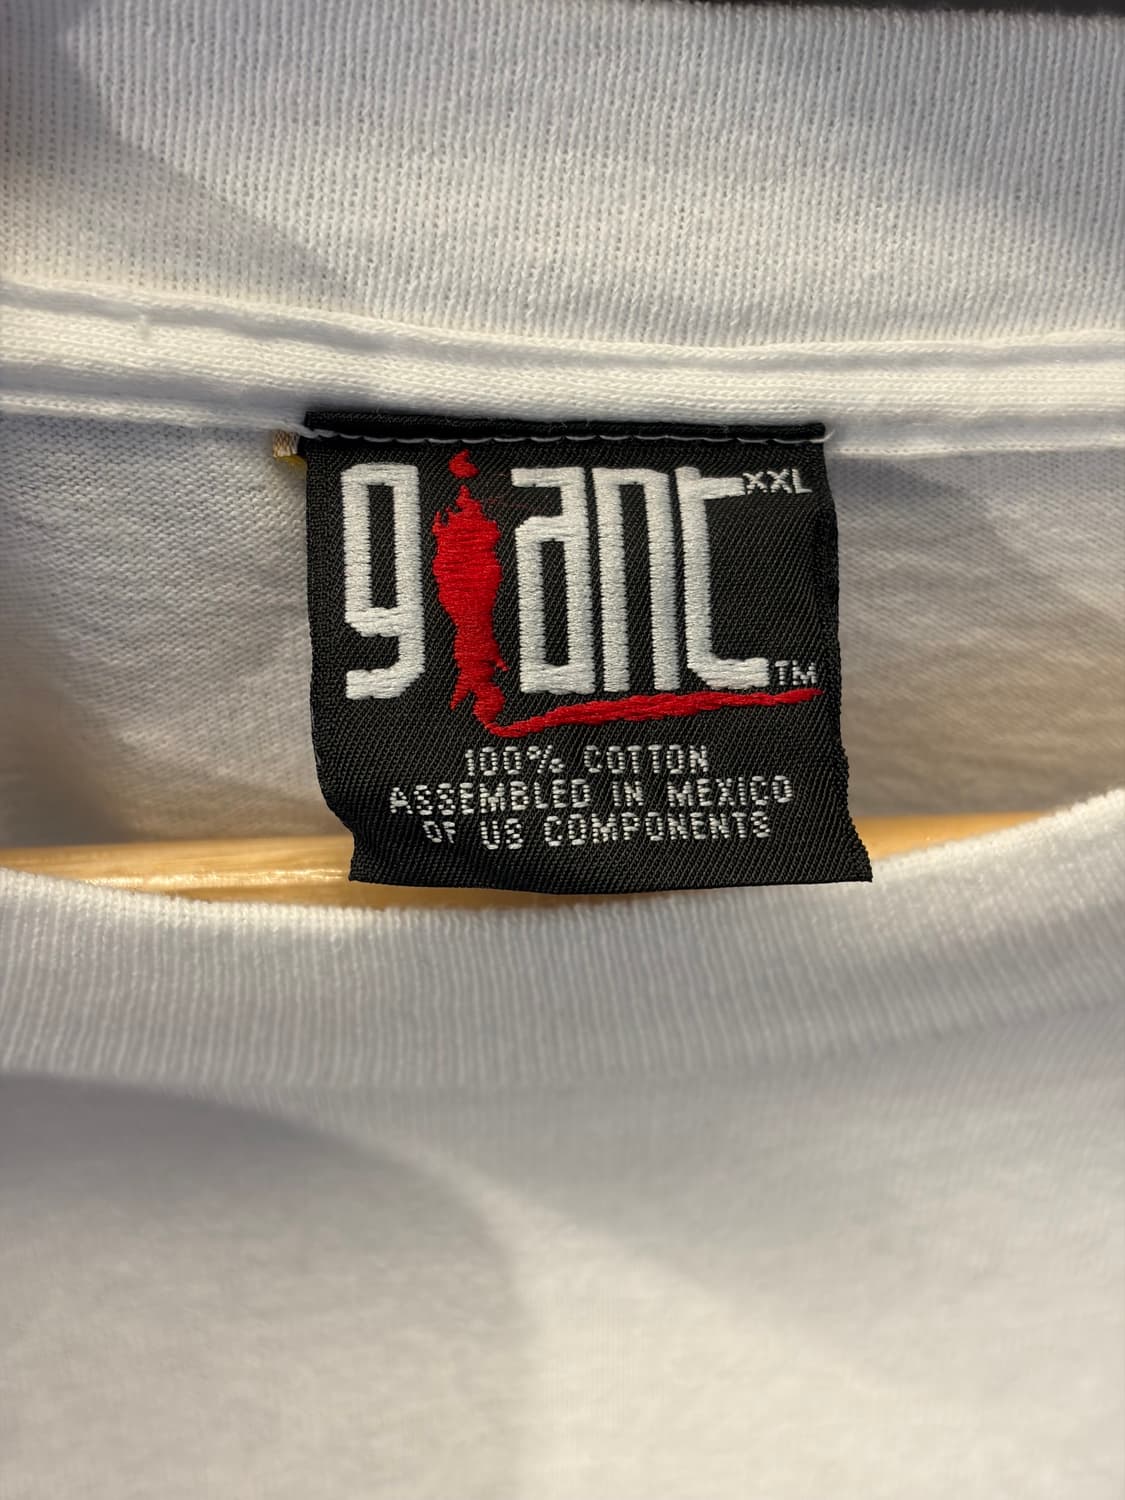 giant XXL
TM
100% COTTON
ASSEMBLED IN MEXICO
OF US COMPONENTS